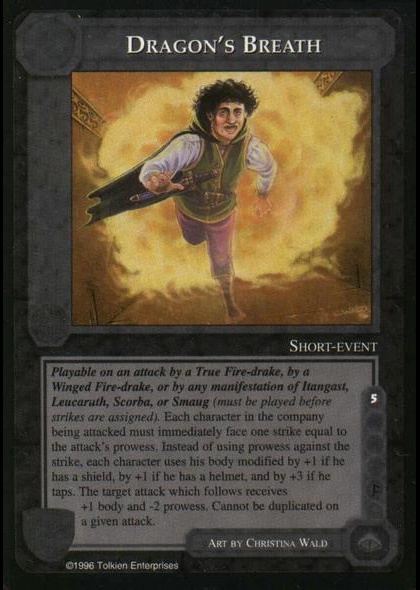 DRAGON'S BREATH
SHORT-EVENT
Playable on an attack by a True Fire-drake, by a
Winged Fire-drake, or by any manifestation of Itangast,
Leucaruth, Scorba, or Smaug (must be played before
strikes are assigned). Each character in the company
being attacked must immediately face one strike equal to
the attack's prowess. Instead of using prowess against the
strike, each character uses his body modified by +1 if he
has a shield, by +1 if he has a helmet, and by +3 if he
taps. The target attack which follows receives
+1 body and -2 prowess. Cannot be duplicated on
a given attack.
5
ART BY CHRISTINA WALD
©1996 Tolkien Enterprises